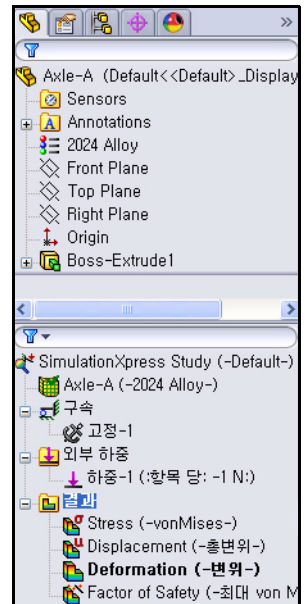 »
Axle-A (Default<<Default>_Display
Sensors
Annotations
2024 Alloy
Front Plane
Top Plane
Right Plane
Origin
Boss-Extrude1
SimulationXpress Study (-Default-)
Axle-A (-2024 Alloy-)
구속
고정-1
외부 하중
하중-1 (:항목 당: -1 N:)
결과
Stress (-vonMises-)
Displacement (-총변위-)
Deformation (-변위-)
Factor of Safety (-최대 von M